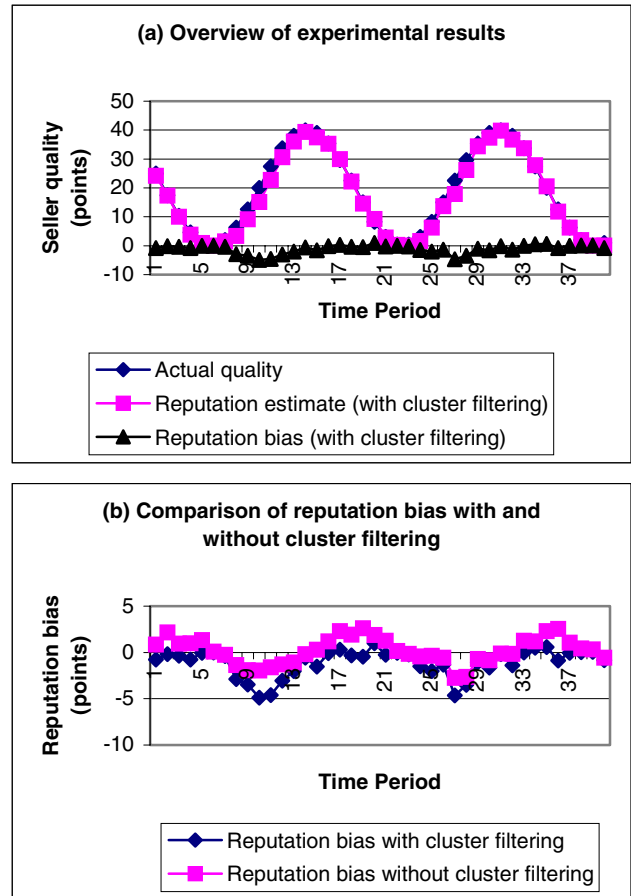 (a) Overview of experimental results
50
40
30
20
10
0
-10
Seller quality
(points)
1
5
9
13
17
21
25
29
33
37
Time Period
Actual quality
Reputation estimate (with cluster filtering)
Reputation bias (with cluster filtering)
(b) Comparison of reputation bias with and
without cluster filtering
5
0
-5
-10
Reputation bias
(points)
1
5
9
13
17
21
25
29
33
37
Time Period
Reputation bias with cluster filtering
Reputation bias without cluster filtering